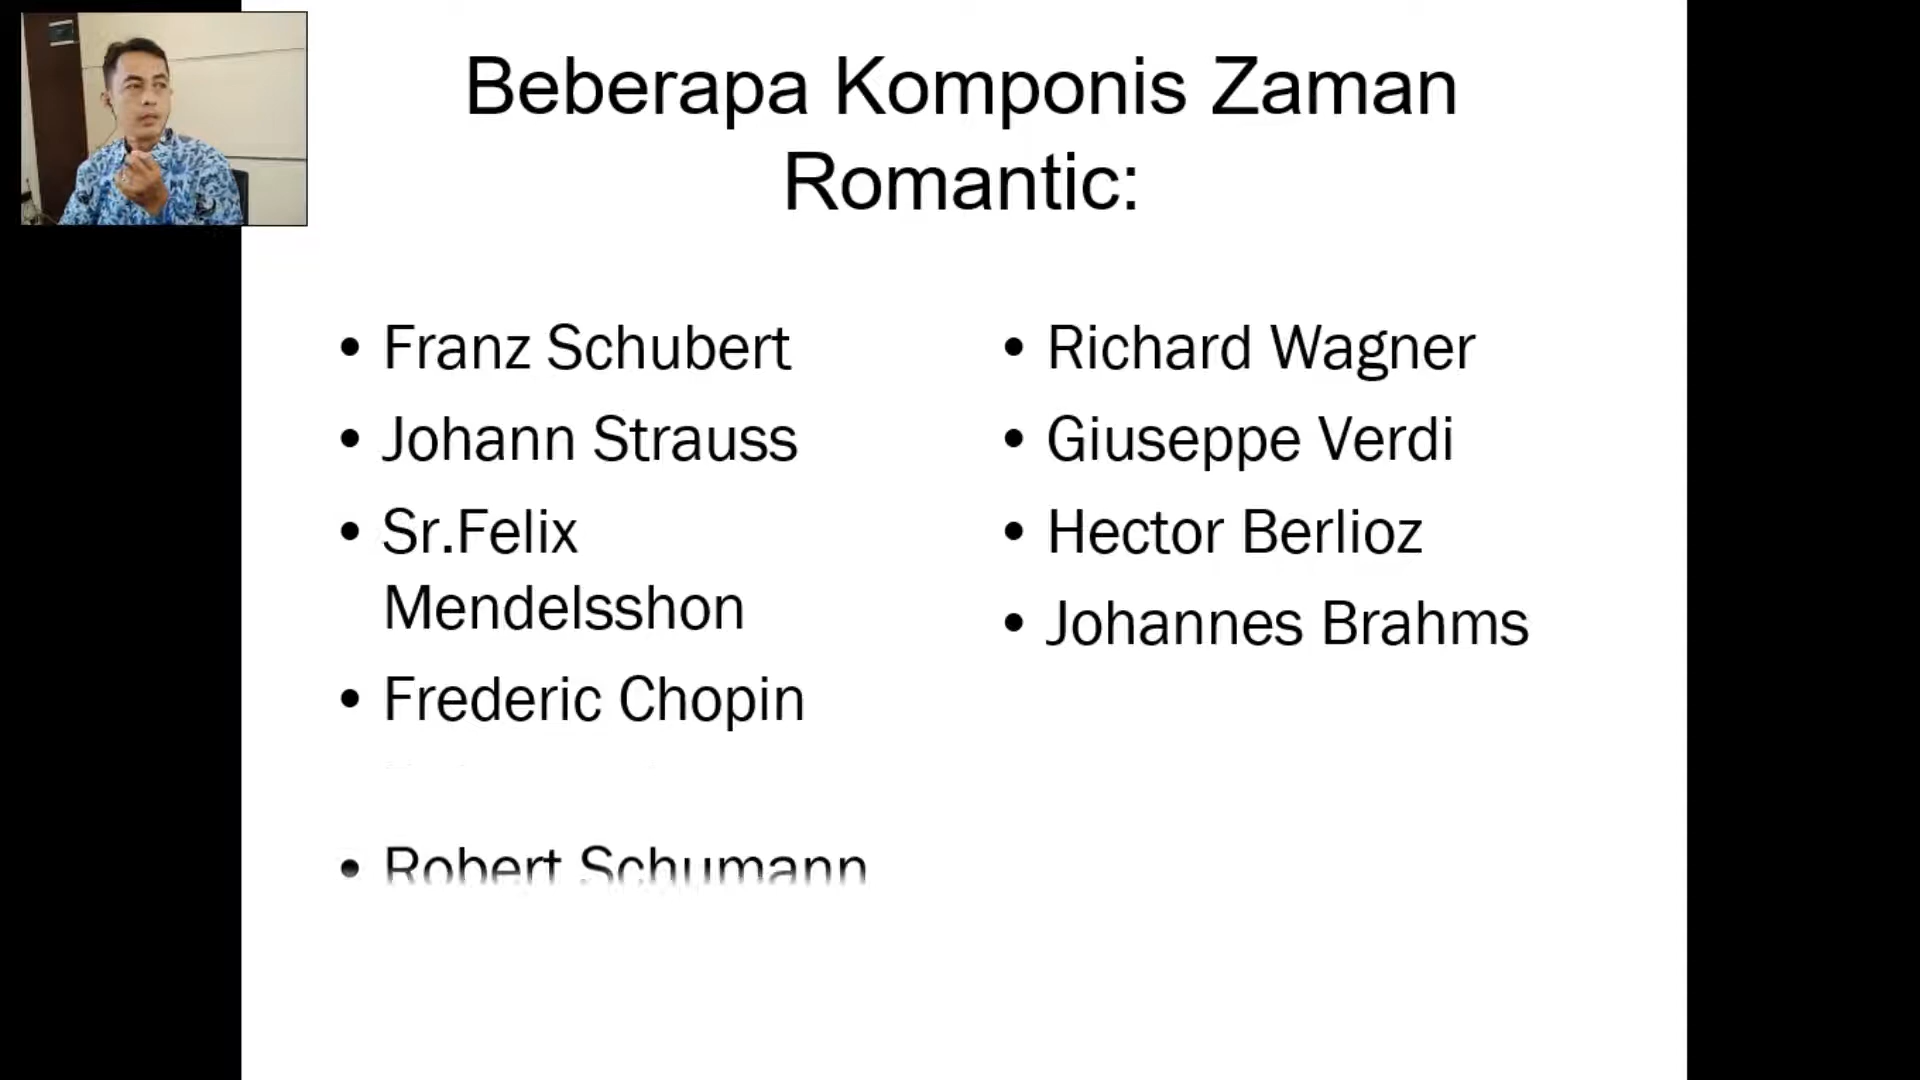 Beberapa Komponis Zaman
Romantic:
• Franz Schubert
• Johann Strauss
• Sr.Felix
Mendelsshon
• Frederic Chopin
• Robert Schumann
• Richard Wagner
• Giuseppe Verdi
• Hector Berlioz
• Johannes Brahms